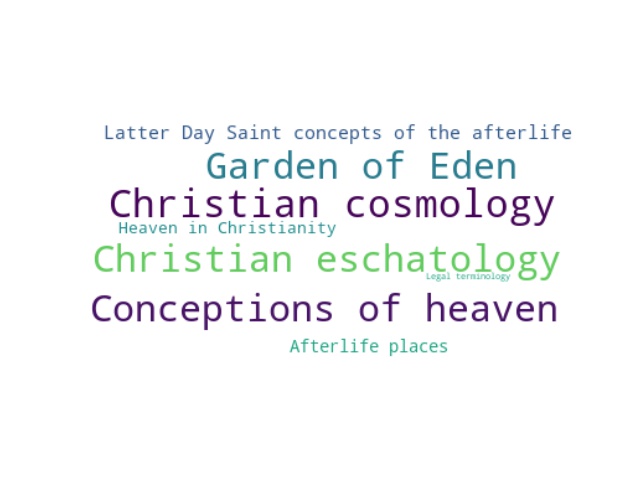 Latter Day Saint concepts of the afterlife
Garden of Eden
Christian cosmology
Heaven in Christianity
Christian eschatology
Legal terminology
Conceptions of heaven
Afterlife places